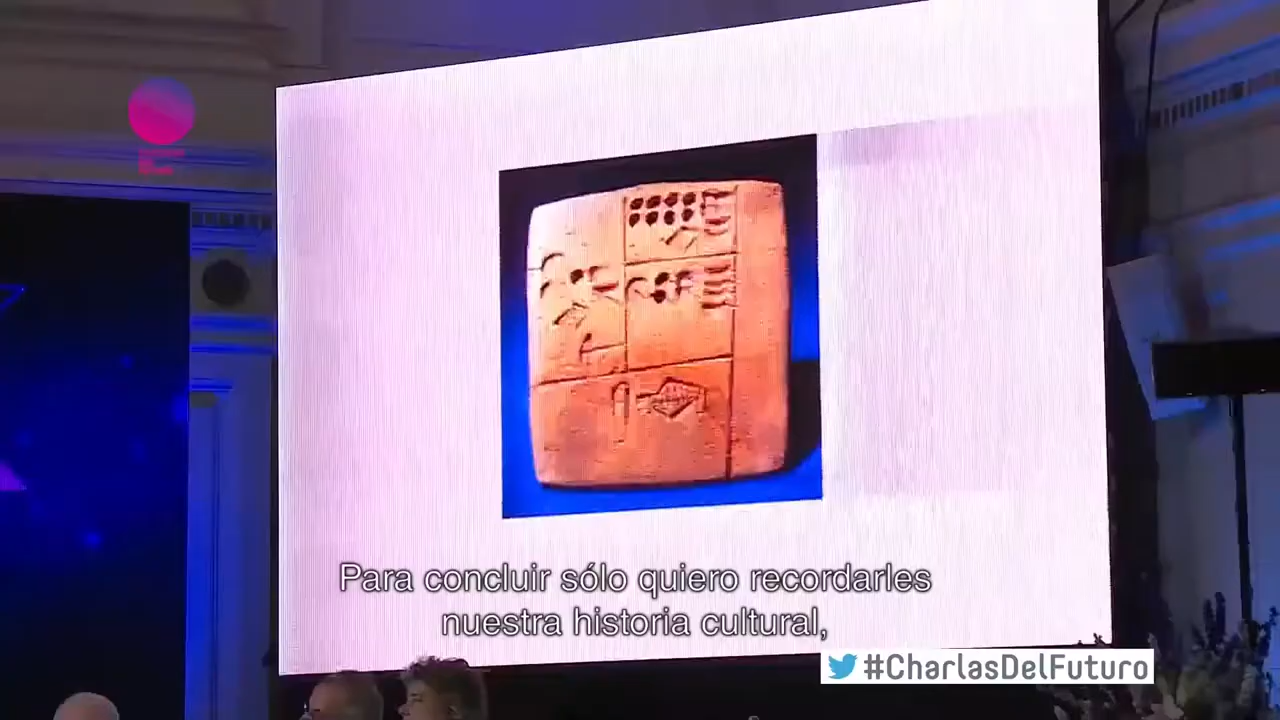 Para concluir sólo quiero recordarles
nuestra historia cultural,
#CharlasDelFuturo